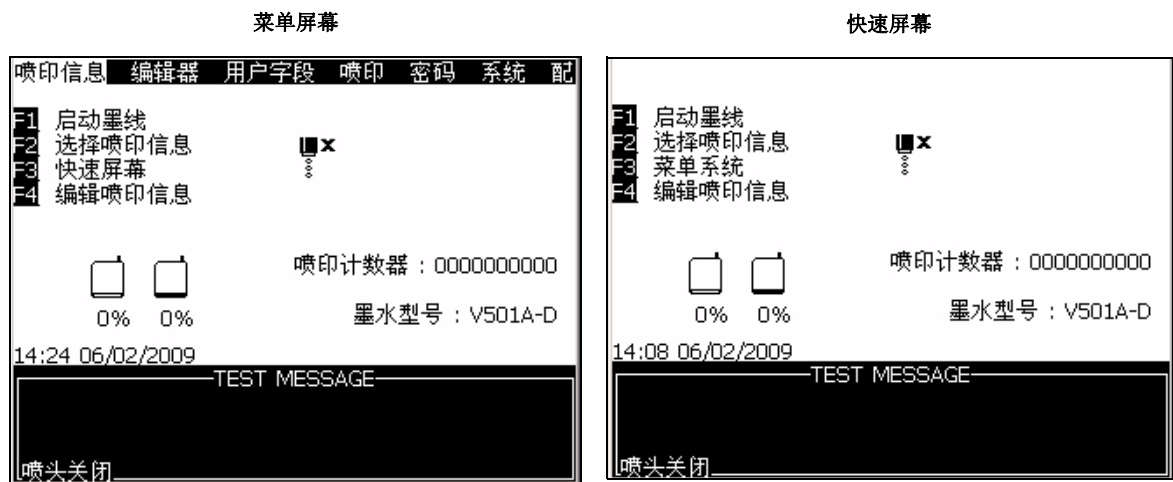 菜单屏幕
喷印信息 编辑器 用户字段 喷印 密码 系统 配
F1 启动墨线
F2 选择喷印信息
F3 快速屏幕
F4 编辑喷印信息
喷印计数器：0000000000
0% 0%
墨水型号：V501A-D
14:24 06/02/2009
TEST MESSAGE
喷头关闭
快速屏幕
F1 启动墨线
F2 选择喷印信息
F3 菜单系统
F4 编辑喷印信息
喷印计数器：0000000000
0% 0%
墨水型号：V501A-D
14:08 06/02/2009
TEST MESSAGE
喷头关闭